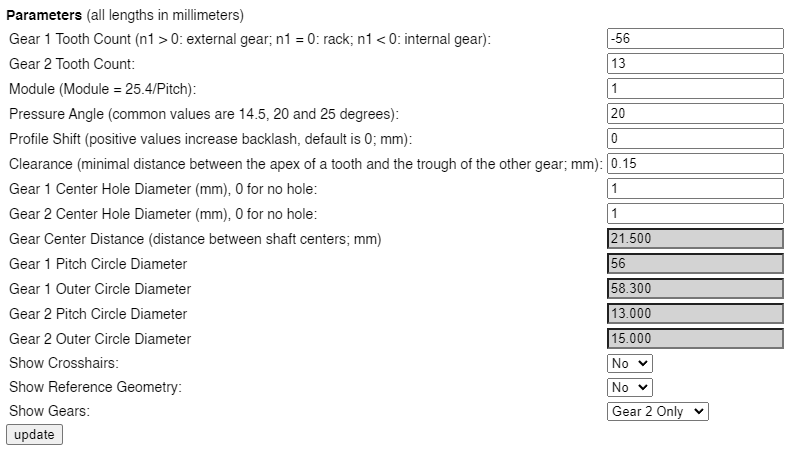 Parameters (all lengths in millimeters)
Gear 1 Tooth Count (n1 > 0: external gear; n1 = 0: rack; n1 < 0: internal gear): -56
Gear 2 Tooth Count: 13
Module (Module = 25.4/Pitch): 1
Pressure Angle (common values are 14.5, 20 and 25 degrees): 20
Profile Shift (positive values increase backlash, default is 0; mm): 0
Clearance (minimal distance between the apex of a tooth and the trough of the other gear; mm): 0.15
Gear 1 Center Hole Diameter (mm), 0 for no hole: 1
Gear 2 Center Hole Diameter (mm), 0 for no hole: 1
Gear Center Distance (distance between shaft centers; mm) 21.500
Gear 1 Pitch Circle Diameter 56
Gear 1 Outer Circle Diameter 58.300
Gear 2 Pitch Circle Diameter 13.000
Gear 2 Outer Circle Diameter 15.000
Show Crosshairs: No
Show Reference Geometry: No
Show Gears: Gear 2 Only
update